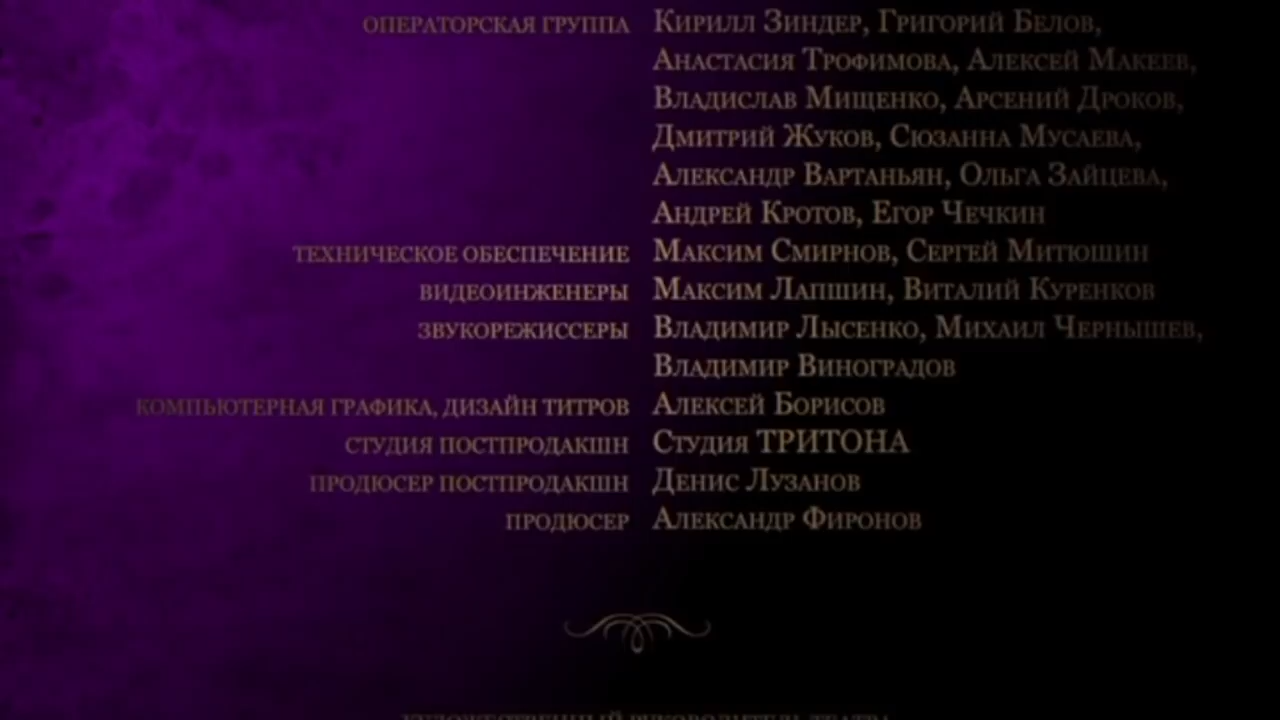 ОПЕРАТОРСКАЯ ГРУППА Кирилл Зиндер, Григорий Белов,
Анастасия Трофимова, Алексей Макеев,
Владислав Мищенко, Арсений Дроков,
Дмитрий Жуков, Сюзанна Мусаева,
Александр Вартаньян, Ольга Зайцева,
Андрей Кротов, Егор Чечкин
ТЕХНИЧЕСКОЕ ОБЕСПЕЧЕНИЕ Максим Смирнов, Сергей Митюшин
ВИДЕОИНЖЕНЕРЫ Максим Лапшин, Виталий Куренков
ЗВУКОРЕЖИССЕРЫ Владимир Лысенко, Михаил Чернышев,
Владимир Виноградов
КОМПЬЮТЕРНАЯ ГРАФИКА, ДИЗАЙН ТИТРОВ Алексей Борисов
СТУДИЯ ПОСТПРОДАКШН Студия ТРИТОНА
ПРОДЮСЕР ПОСТПРОДАКШН Денис Лузанов
ПРОДЮСЕР Александр Фиронов